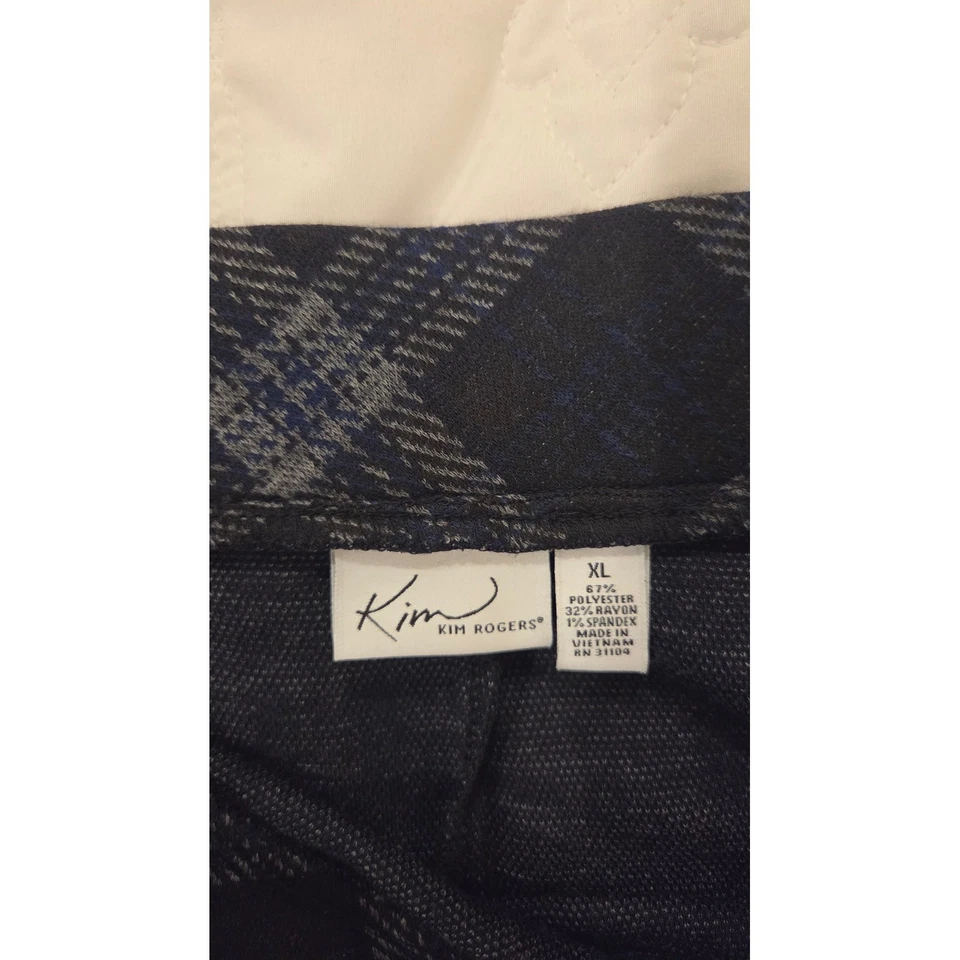 Kim
KIM ROGERS®
XL
67%
POLYESTER
32% RAYON
1% SPANDEX
MADE IN
VIETNAM
RN 31104